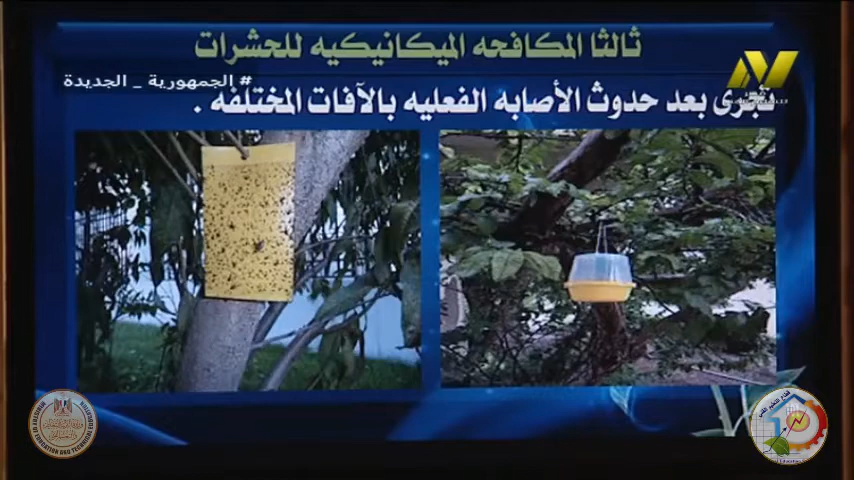 ثالثا المكافحه الميكانيكيه للحشرات
# الجمهورية _ الجديدة
تجرى بعد حدوث الأصابه الفعليه بالآفات المختلفه .